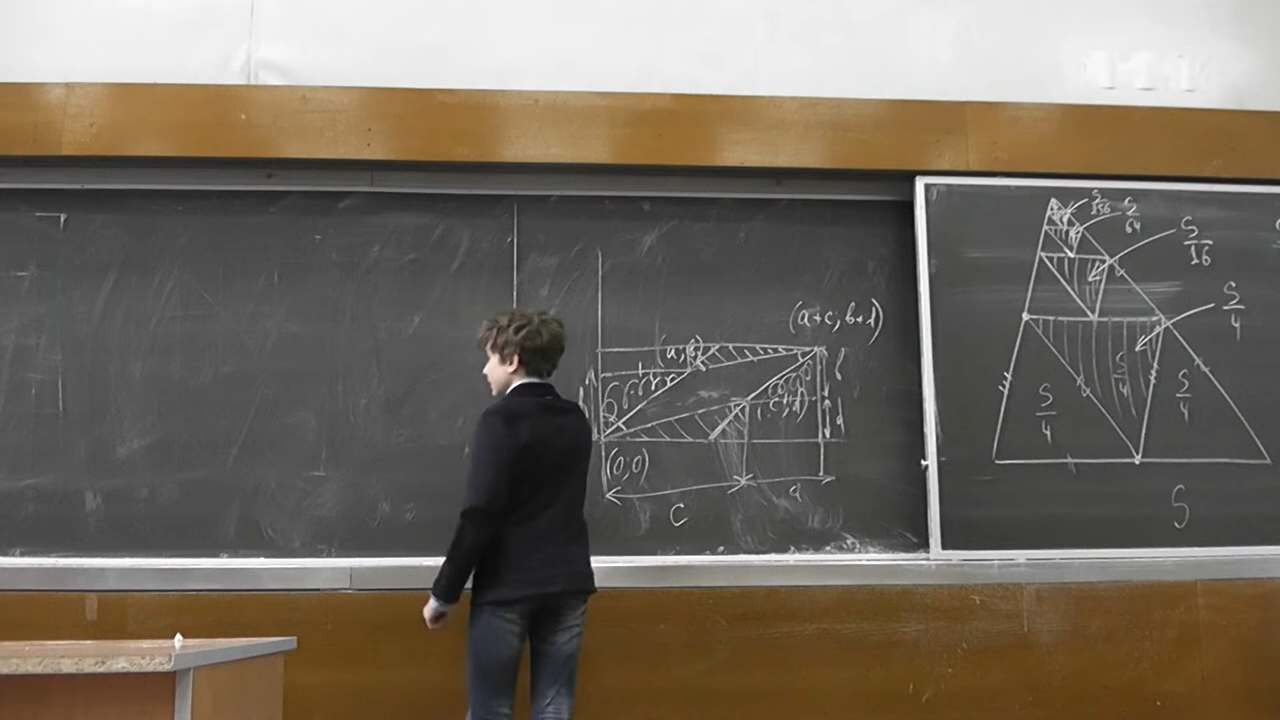 (a+c, b+d)
(a, b)
b
(c, d)
d
(0,0)
a
c
S/256
S/64
S/16
S/4
S/4
S/4
S/4
S